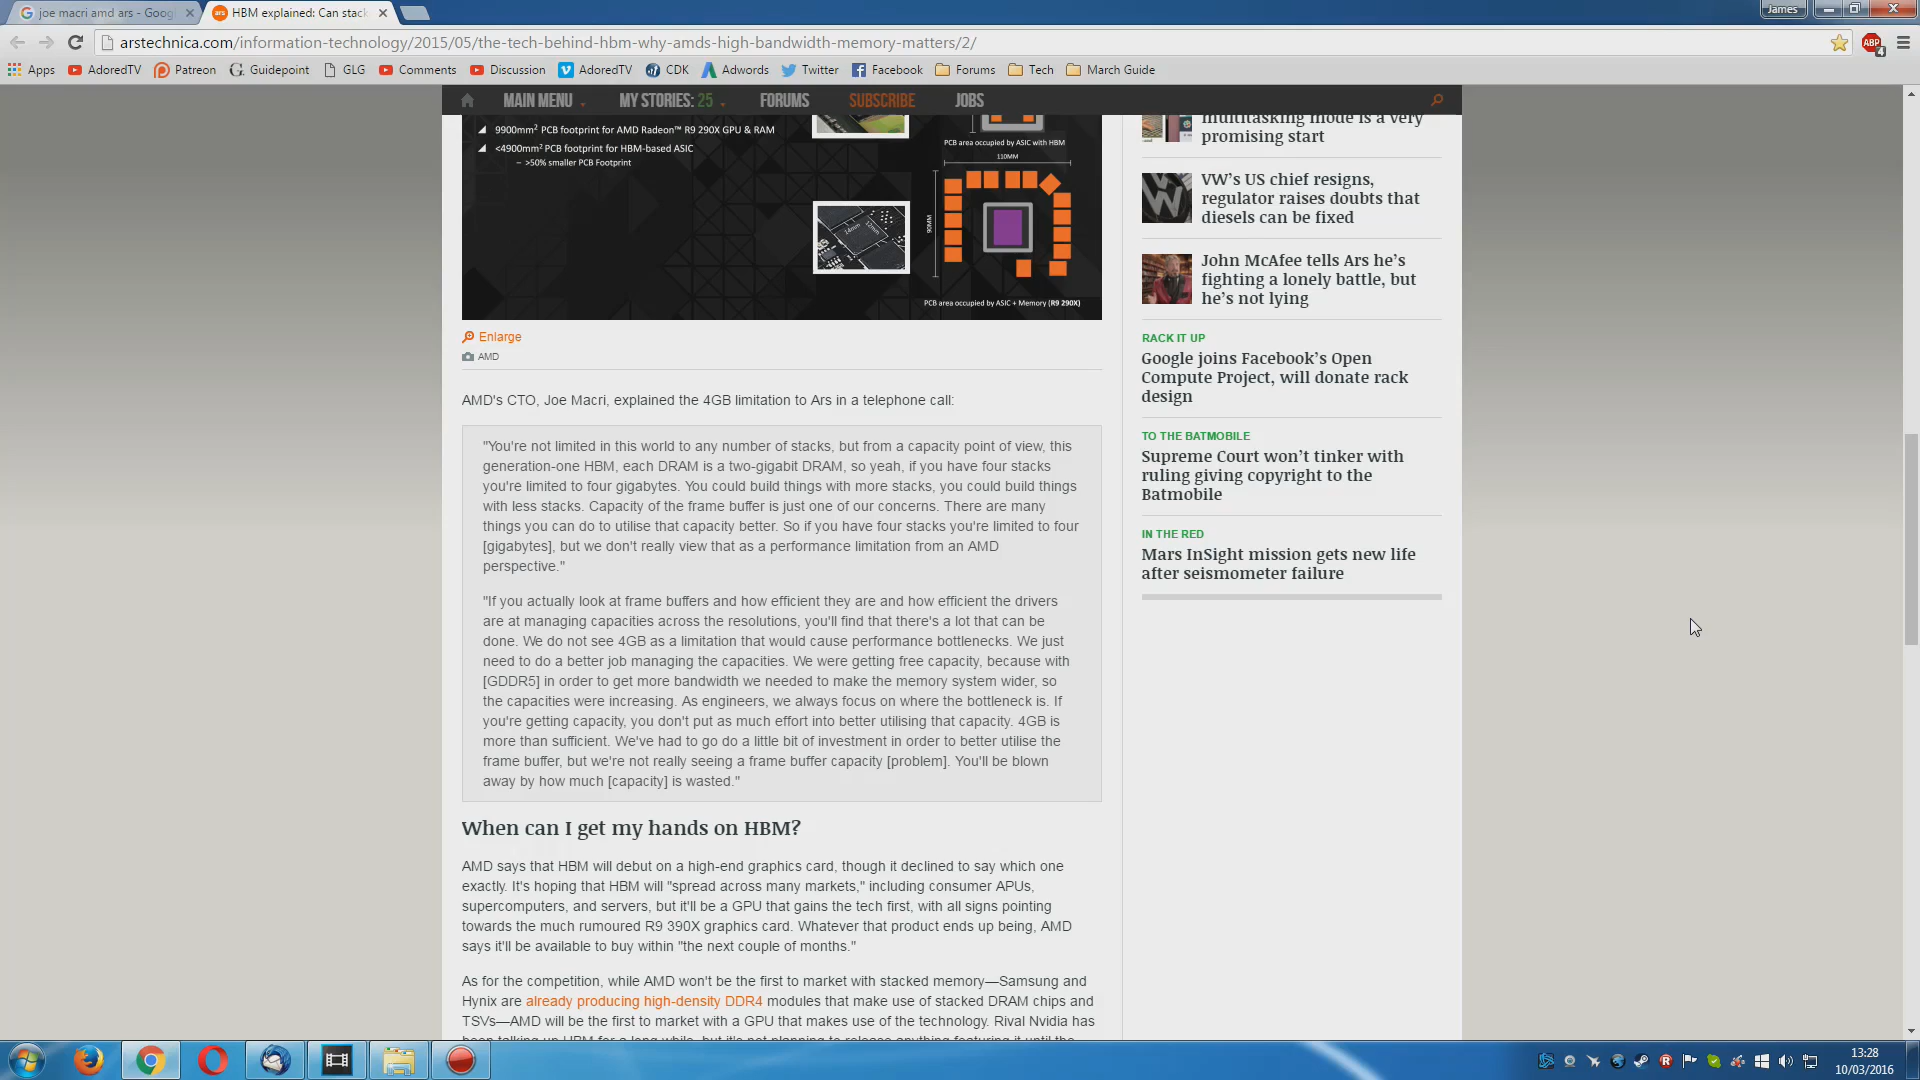 joe macri amd ars - Goog
HBM explained: Can stack
James
arstechnica.com/information-technology/2015/05/the-tech-behind-hbm-why-amds-high-bandwidth-memory-matters/2/
ABP
4
Apps
AdoredTV
Patreon
Guidepoint
GLG
Comments
Discussion
AdoredTV
CDK
Adwords
Twitter
Facebook
Forums
Tech
March Guide
MAIN MENU
MY STORIES: 25
FORUMS
SUBSCRIBE
JOBS
9900mm² PCB footprint for AMD Radeon™ R9 290X GPU & RAM
<4900mm² PCB footprint for HBM-based ASIC
– >50% smaller PCB Footprint
PCB area occupied by ASIC with HBM
110MM
90MM
PCB area occupied by ASIC + Memory (R9 290X)
Enlarge
AMD
AMD's CTO, Joe Macri, explained the 4GB limitation to Ars in a telephone call:
"You're not limited in this world to any number of stacks, but from a capacity point of view, this
generation-one HBM, each DRAM is a two-gigabit DRAM, so yeah, if you have four stacks
you're limited to four gigabytes. You could build things with more stacks, you could build things
with less stacks. Capacity of the frame buffer is just one of our concerns. There are many
things you can do to utilise that capacity better. So if you have four stacks you're limited to four
[gigabytes], but we don't really view that as a performance limitation from an AMD
perspective."
"If you actually look at frame buffers and how efficient they are and how efficient the drivers
are at managing capacities across the resolutions, you'll find that there's a lot that can be
done. We do not see 4GB as a limitation that would cause performance bottlenecks. We just
need to do a better job managing the capacities. We were getting free capacity, because with
[GDDR5] in order to get more bandwidth we needed to make the memory system wider, so
the capacities were increasing. As engineers, we always focus on where the bottleneck is. If
you're getting capacity, you don't put as much effort into better utilising that capacity. 4GB is
more than sufficient. We've had to go do a little bit of investment in order to better utilise the
frame buffer, but we're not really seeing a frame buffer capacity [problem]. You'll be blown
away by how much [capacity] is wasted."
When can I get my hands on HBM?
AMD says that HBM will debut on a high-end graphics card, though it declined to say which one
exactly. It's hoping that HBM will "spread across many markets," including consumer APUs,
supercomputers, and servers, but it'll be a GPU that gains the tech first, with all signs pointing
towards the much rumoured R9 390X graphics card. Whatever that product ends up being, AMD
says it'll be available to buy within "the next couple of months."
As for the competition, while AMD won't be the first to market with stacked memory—Samsung and
Hynix are already producing high-density DDR4 modules that make use of stacked DRAM chips and
TSVs—AMD will be the first to market with a GPU that makes use of the technology. Rival Nvidia has
been talking up HBM for a long while, but it's not planning to release anything featuring it until the
multitasking mode is a very
promising start
VW's US chief resigns,
regulator raises doubts that
diesels can be fixed
John McAfee tells Ars he's
fighting a lonely battle, but
he's not lying
RACK IT UP
Google joins Facebook's Open
Compute Project, will donate rack
design
TO THE BATMOBILE
Supreme Court won't tinker with
ruling giving copyright to the
Batmobile
IN THE RED
Mars InSight mission gets new life
after seismometer failure
13:28
10/03/2016